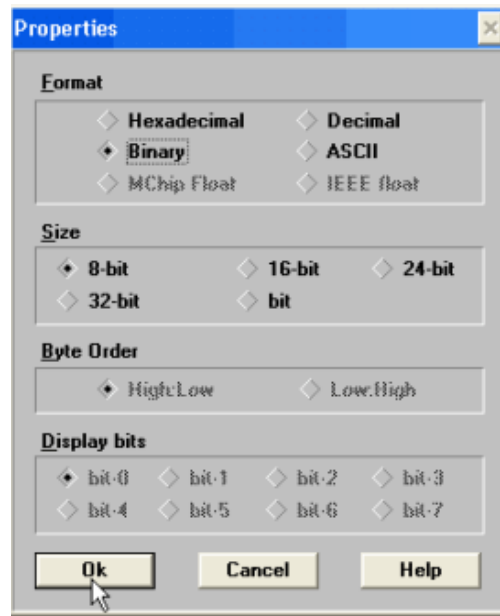 Properties
Format
Hexadecimal Decimal
Binary ASCII
MChip Float IEEE float
Size
8-bit 16-bit 24-bit
32-bit bit
Byte Order
High:Low Low:High
Display bits
bit-0 bit-1 bit-2 bit-3
bit-4 bit-5 bit-6 bit-7
Ok Cancel Help